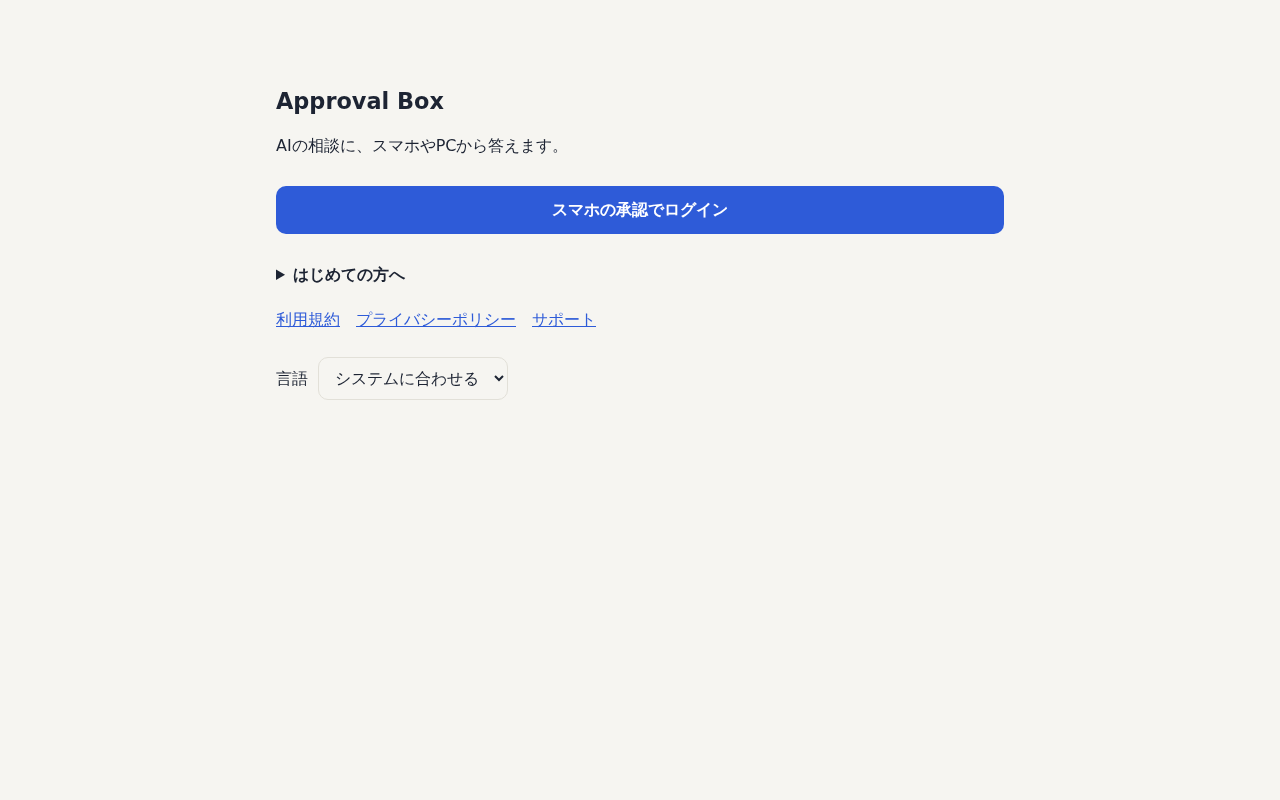 Approval Box
AIの相談に、スマホやPCから答えます。
スマホの承認でログイン
はじめての方へ
利用規約 プライバシーポリシー サポート
言語 システムに合わせる